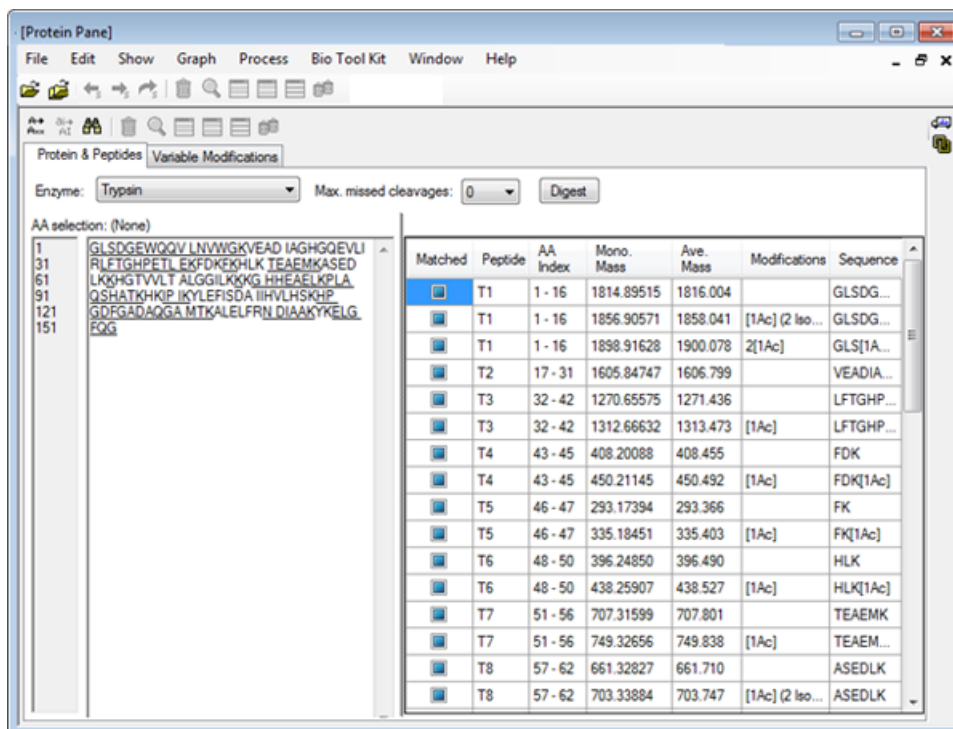 [Protein Pane]
File Edit Show Graph Process Bio Tool Kit Window Help
Protein & Peptides Variable Modifications
Enzyme: Trypsin Max. missed cleavages: 0 Digest
AA selection: (None)
1 GLSDGEWQQV LNVWGKVEAD IAGHGQEVLI
31 RLFTGHPETL EKFDKFKHLK TEAEMKASED
61 LKKHGTVVLT ALGGILKKKG HHEAELKPLA
91 QSHATKHKIP IKYLEFISDA IIHVLHSKHP
121 GDFGADAQGA MTKALELFRN DIAAKYKELG
151 FQG
Matched Peptide AA Index Mono. Mass Ave. Mass Modifications Sequence
T1 1 - 16 1814.89515 1816.004 GLSDG...
T1 1 - 16 1856.90571 1858.041 [1Ac] (2 Iso... GLSDG...
T1 1 - 16 1898.91628 1900.078 2[1Ac] GLS[1A...
T2 17 - 31 1605.84747 1606.799 VEADIA...
T3 32 - 42 1270.65575 1271.436 LFTGHP...
T3 32 - 42 1312.66632 1313.473 [1Ac] LFTGHP...
T4 43 - 45 408.20088 408.455 FDK
T4 43 - 45 450.21145 450.492 [1Ac] FDK[1Ac]
T5 46 - 47 293.17394 293.366 FK
T5 46 - 47 335.18451 335.403 [1Ac] FK[1Ac]
T6 48 - 50 396.24850 396.490 HLK
T6 48 - 50 438.25907 438.527 [1Ac] HLK[1Ac]
T7 51 - 56 707.31599 707.801 TEAEMK
T7 51 - 56 749.32656 749.838 [1Ac] TEAEM...
T8 57 - 62 661.32827 661.710 ASEDLK
T8 57 - 62 703.33884 703.747 [1Ac] (2 Iso... ASEDLK